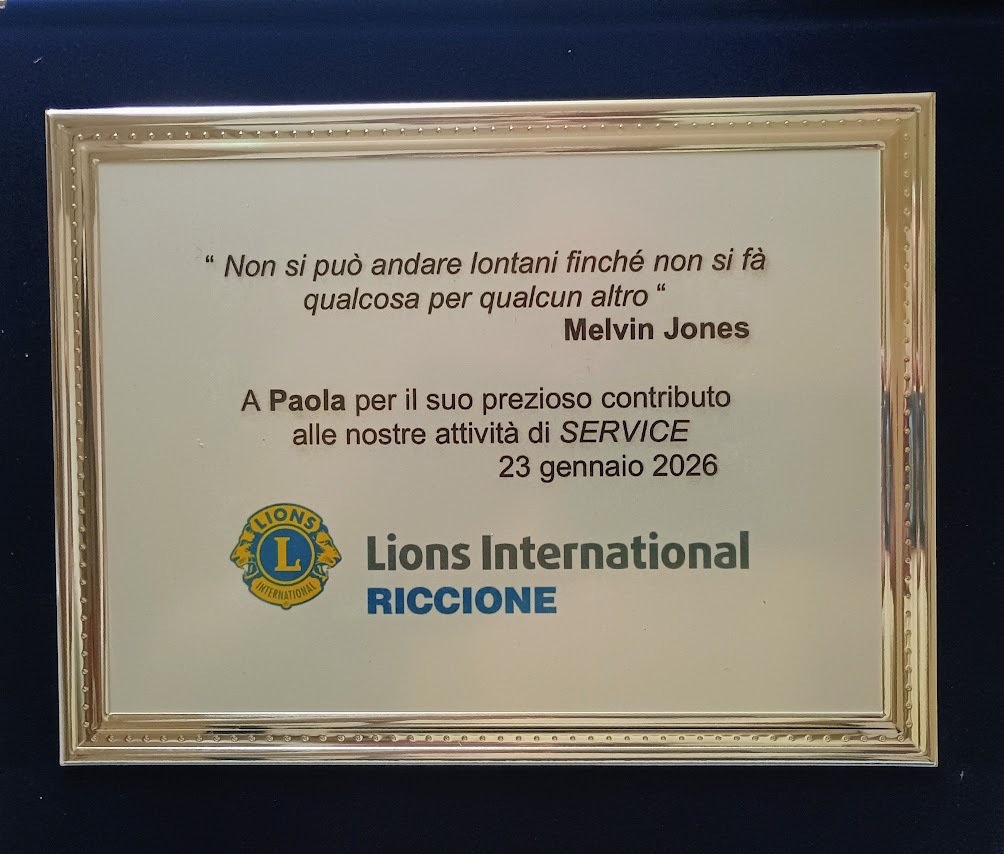 “ Non si può andare lontani finché non si fà
qualcosa per qualcun altro “
Melvin Jones
A Paola per il suo prezioso contributo
alle nostre attività di SERVICE
23 gennaio 2026
LIONS
L
INTERNATIONAL
Lions International
RICCIONE